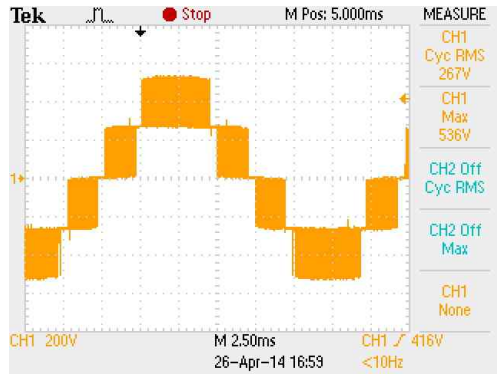 Tek Stop M Pos: 5.000ms MEASURE
CH1
Cyc RMS
267V
CH1
Max
536V
CH2 Off
Cyc RMS
CH2 Off
Max
CH1
None
1
CH1 200V M 2.50ms CH1 416V
26-Apr-14 16:59 <10Hz